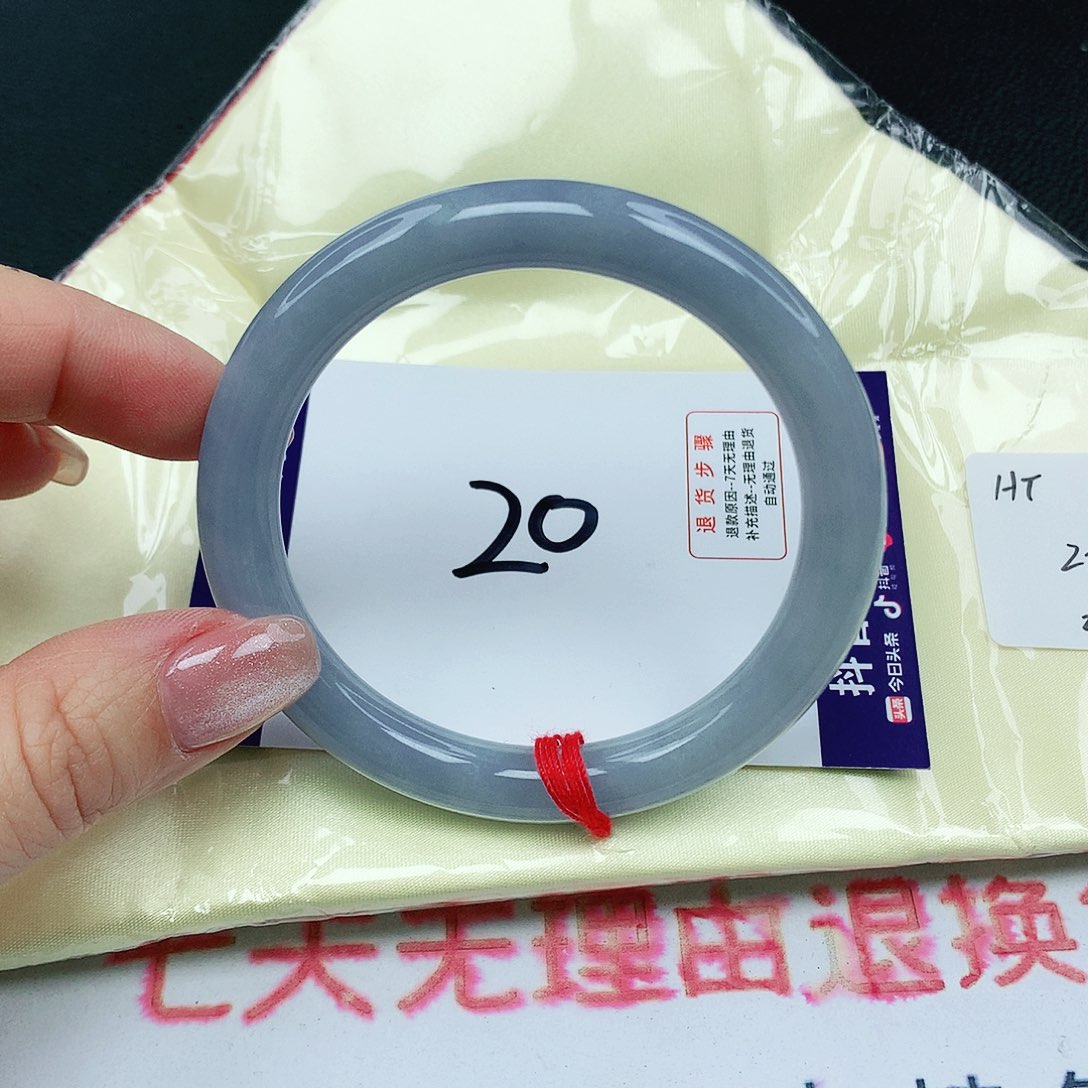 20
退货步骤
退款原因--7天无理由
补充描述--无理由退货
自动通过
HT
抖音
今日头条
头条
七天无理由退换